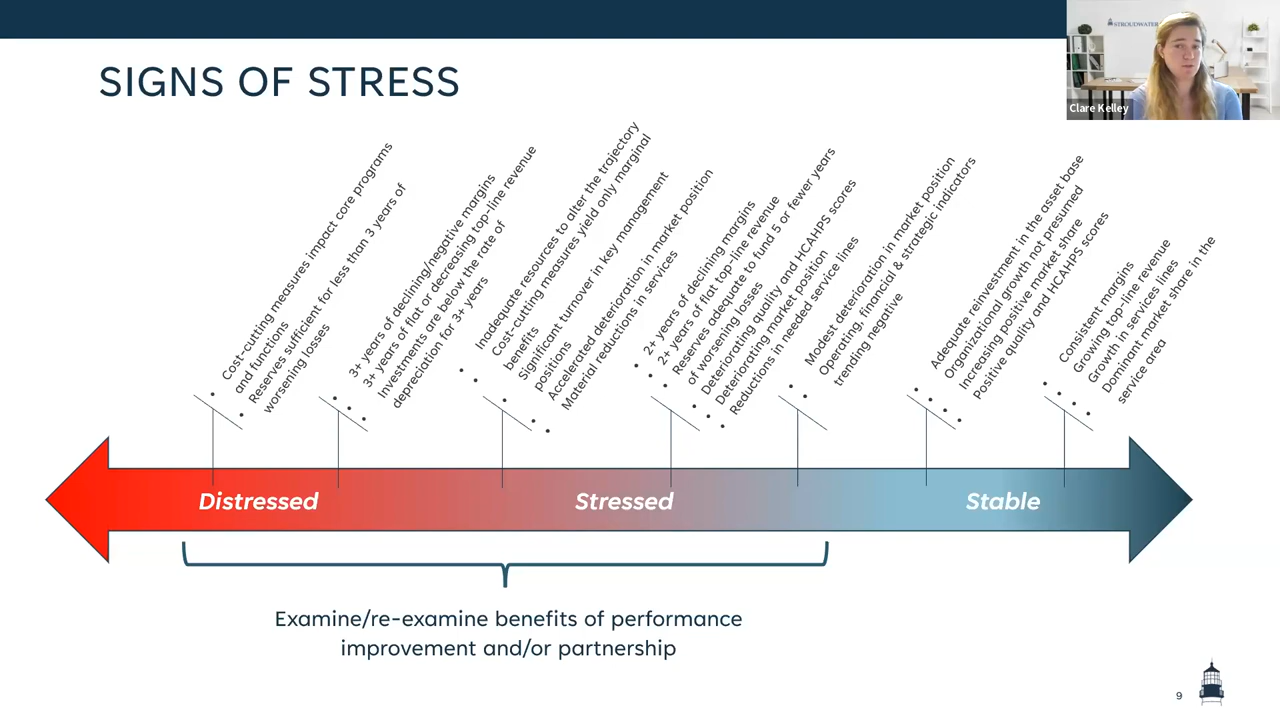 STROUDWATER
Clare Kelley
SIGNS OF STRESS
• Cost-cutting measures impact core programs
and functions
• Reserves sufficient for less than 3 years of
worsening losses
• 3+ years of declining/negative margins
• 3+ years of flat or decreasing top-line revenue
• Investments are below the rate of
depreciation for 3+ years
• Inadequate resources to alter the trajectory
• Cost-cutting measures yield only marginal
benefits
• Significant turnover in key management
positions
• Accelerated deterioration in market position
• Material reductions in services
• 2+ years of declining margins
• 2+ years of flat top-line revenue
• Reserves adequate to fund 5 or fewer years
of worsening losses
• Deteriorating quality and HCAHPS scores
• Deteriorating market position
• Reductions in needed service lines
• Modest deterioration in market position
• Operating, financial & strategic indicators
trending negative
• Adequate reinvestment in the asset base
• Organizational growth not presumed
• Increasing positive market share
• Positive quality and HCAHPS scores
• Consistent margins
• Growing top-line revenue
• Growth in services lines
• Dominant market share in the
service area
Distressed
Stressed
Stable
Examine/re-examine benefits of performance
improvement and/or partnership
9